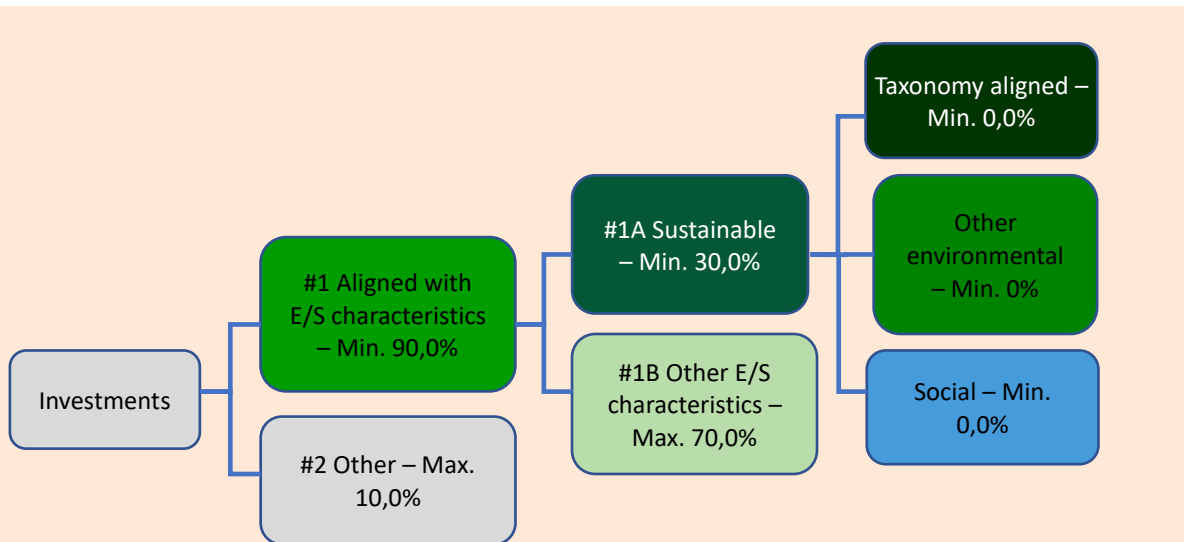 Investments
#1 Aligned with
E/S characteristics
– Min. 90,0%
#2 Other – Max.
10,0%
#1A Sustainable
– Min. 30,0%
#1B Other E/S
characteristics –
Max. 70,0%
Taxonomy aligned –
Min. 0,0%
Other
environmental
– Min. 0%
Social – Min.
0,0%